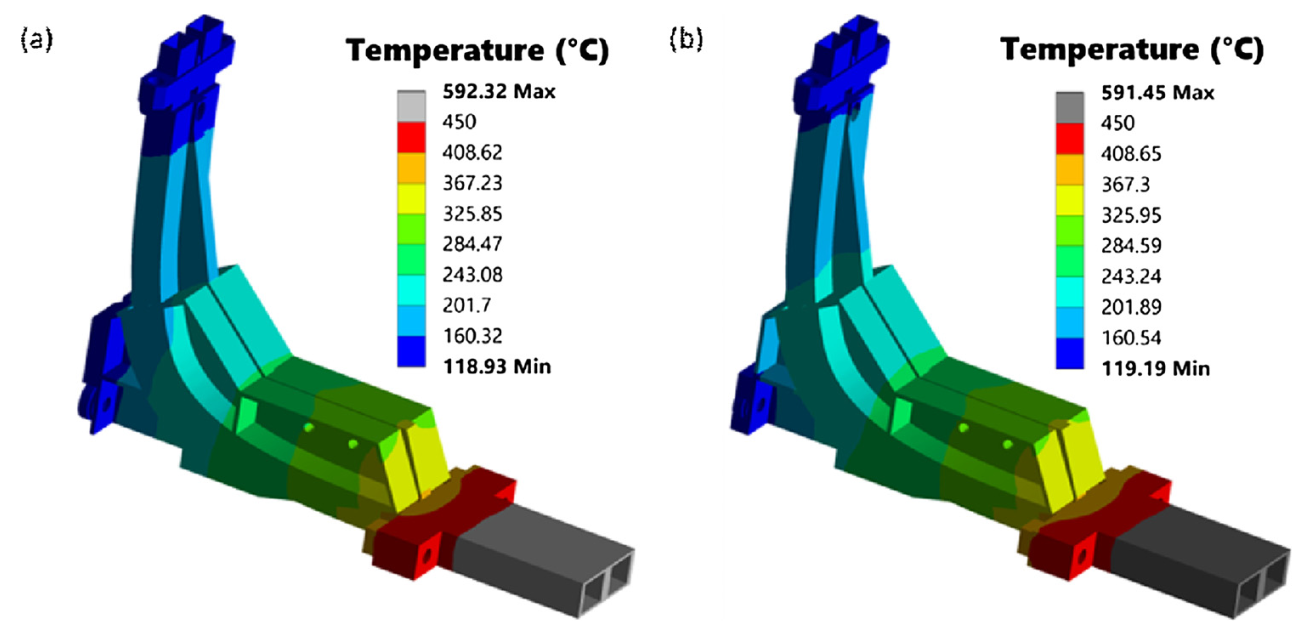 (a)
Temperature (°C)
592.32 Max
450
408.62
367.23
325.85
284.47
243.08
201.7
160.32
118.93 Min
(b)
Temperature (°C)
591.45 Max
450
408.65
367.3
325.95
284.59
243.24
201.89
160.54
119.19 Min